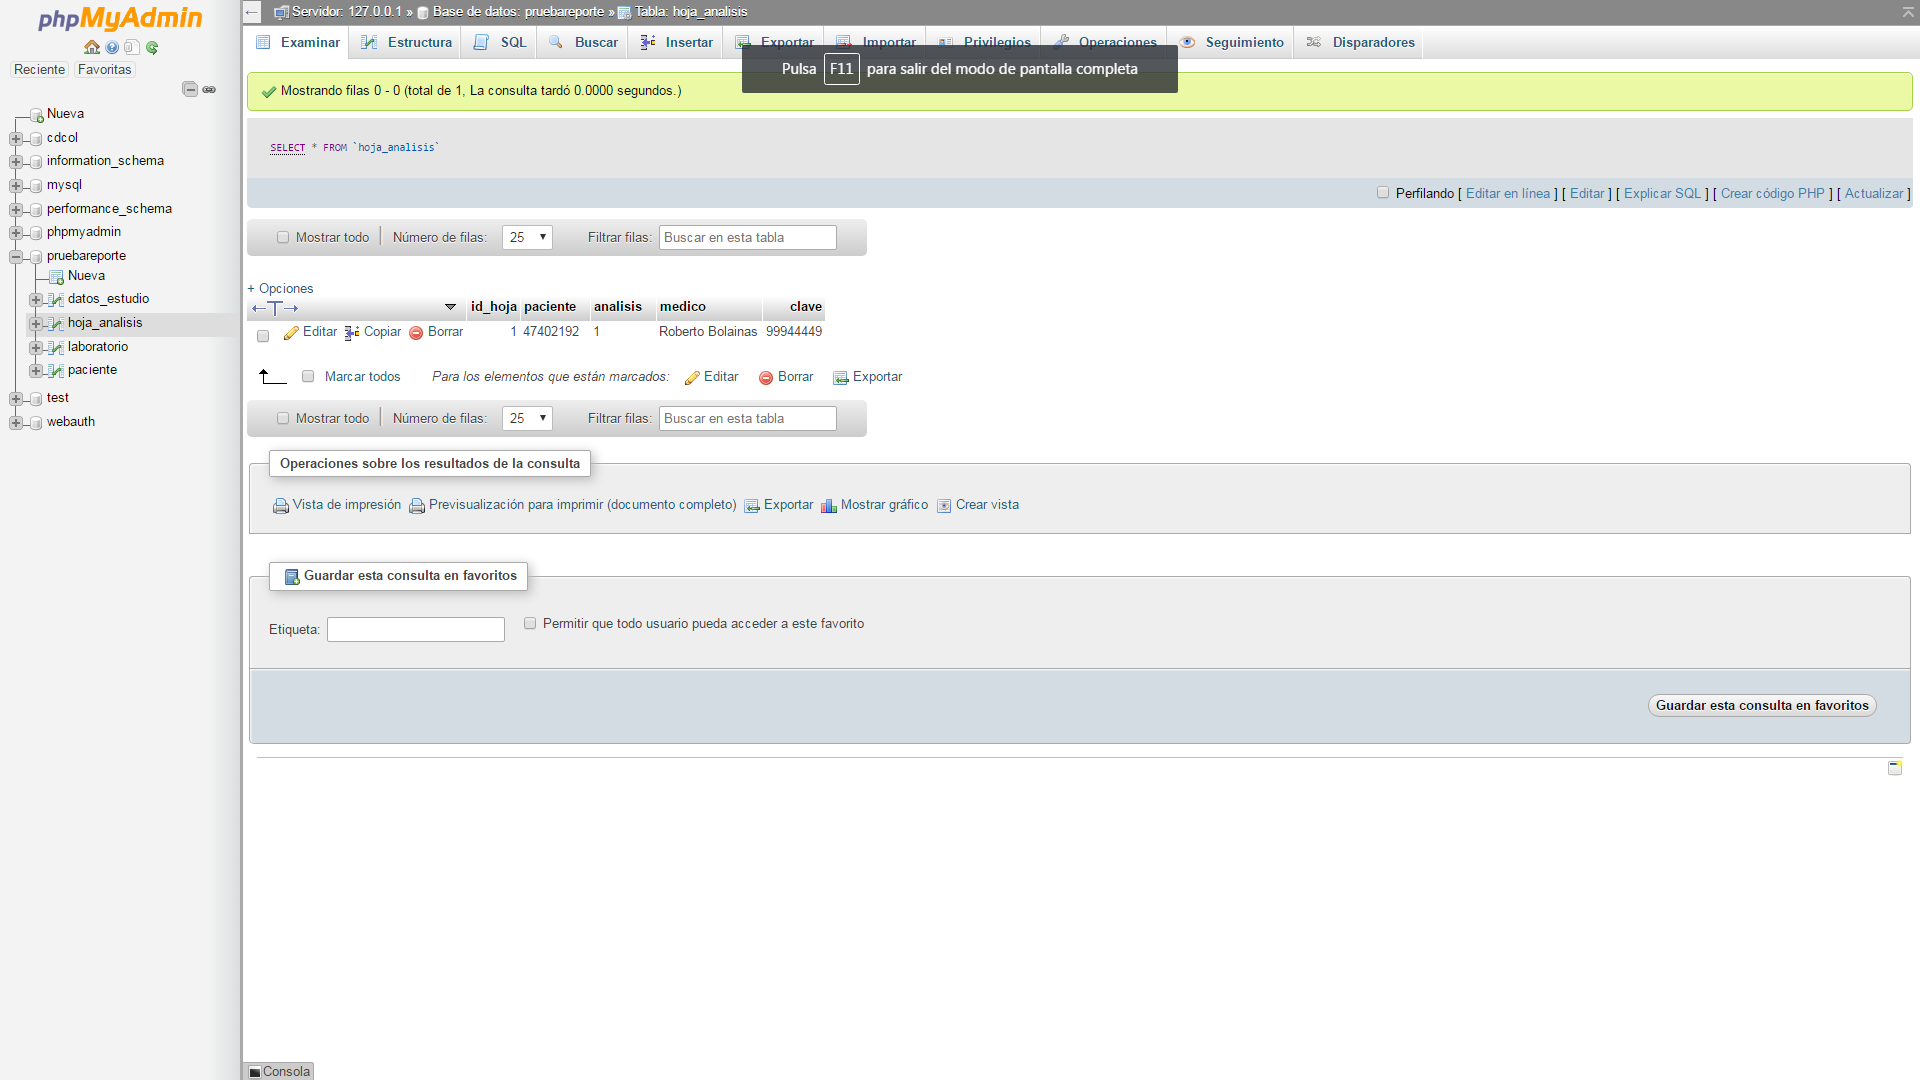 phpMyAdmin
Reciente Favoritas
Nueva
cdcol
information_schema
mysql
performance_schema
phpmyadmin
pruebareporte
Nueva
datos_estudio
hoja_analisis
laboratorio
paciente
test
webauth
Servidor: 127.0.0.1 » Base de datos: pruebareporte » Tabla: hoja_analisis
Examinar Estructura SQL Buscar Insertar Exportar Importar Privilegios Operaciones Seguimiento Disparadores
Pulsa F11 para salir del modo de pantalla completa
Mostrando filas 0 - 0 (total de 1, La consulta tardó 0.0000 segundos.)
SELECT * FROM `hoja_analisis`
Perfilando [ Editar en línea ] [ Editar ] [ Explicar SQL ] [ Crear código PHP ] [ Actualizar ]
Mostrar todo Número de filas: 25 Filtrar filas: Buscar en esta tabla
+ Opciones
id_hoja paciente analisis medico clave
Editar Copiar Borrar 1 47402192 1 Roberto Bolainas 99944449
Marcar todos Para los elementos que están marcados: Editar Borrar Exportar
Mostrar todo Número de filas: 25 Filtrar filas: Buscar en esta tabla
Operaciones sobre los resultados de la consulta
Vista de impresión Previsualización para imprimir (documento completo) Exportar Mostrar gráfico Crear vista
Guardar esta consulta en favoritos
Etiqueta: Permitir que todo usuario pueda acceder a este favorito
Guardar esta consulta en favoritos
Consola